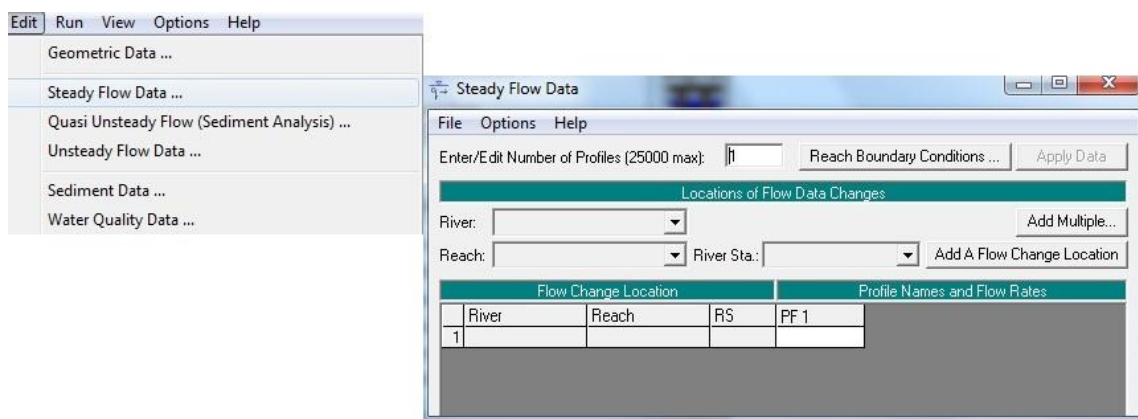 Edit Run View Options Help
Geometric Data ...
Steady Flow Data ...
Quasi Unsteady Flow (Sediment Analysis) ...
Unsteady Flow Data ...
Sediment Data ...
Water Quality Data ...
Steady Flow Data
File Options Help
Enter/Edit Number of Profiles (25000 max): 1 Reach Boundary Conditions ... Apply Data
Locations of Flow Data Changes
River: Add Multiple...
Reach: River Sta.: Add A Flow Change Location
Flow Change Location Profile Names and Flow Rates
River Reach RS PF 1
1